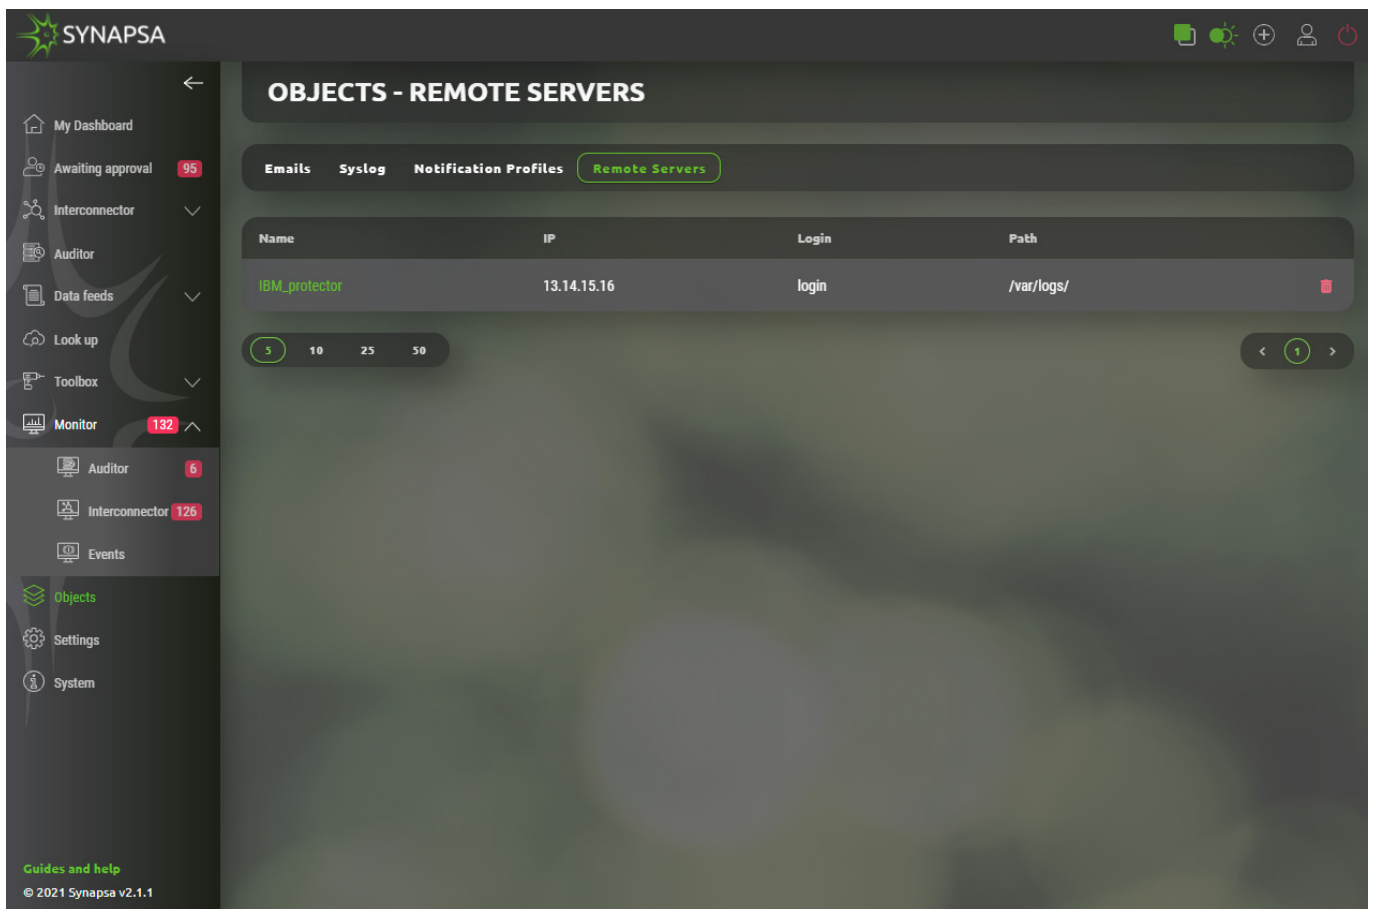 SYNAPSA
OBJECTS - REMOTE SERVERS
My Dashboard
Awaiting approval 95
Interconnector
Auditor
Data feeds
Look up
Toolbox
Monitor 132
Auditor 6
Interconnector 126
Events
Objects
Settings
System
Guides and help
© 2021 Synapsa v2.1.1
Emails Syslog Notification Profiles Remote Servers
Name IP Login Path
IBM_protector 13.14.15.16 login /var/logs/
5 10 25 50
< 1 >